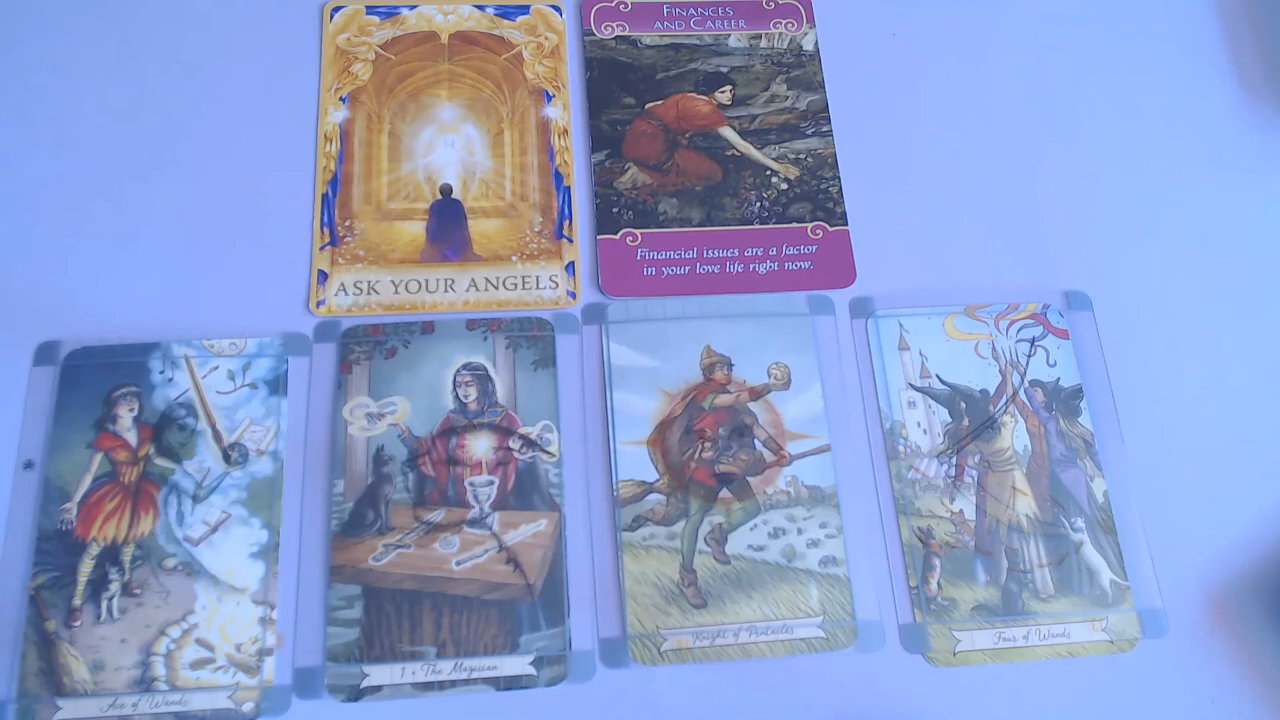 ASK YOUR ANGELS
FINANCES
AND CAREER
Financial issues are a factor
in your love life right now.
Ace of Wands
1 • The Magician
Knight of Pentacles
Four of Wands